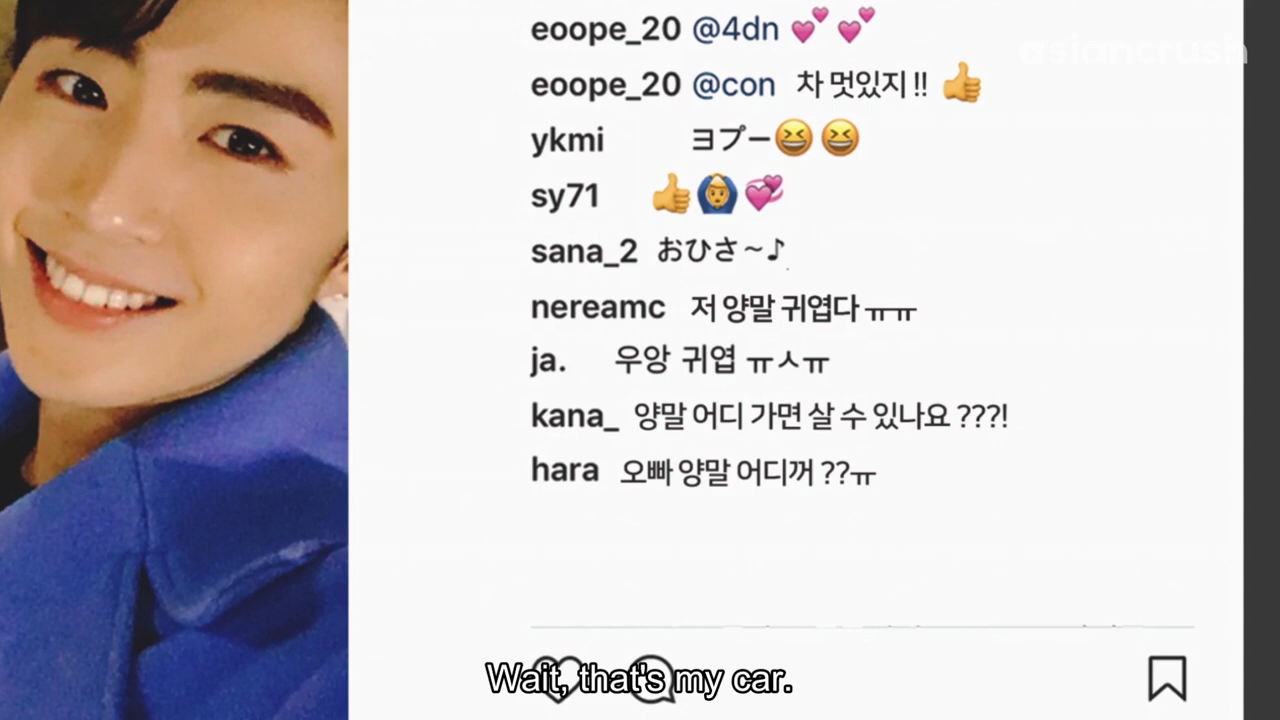 eoope_20 @4dn 💕 💕
asiancrush
eoope_20 @con 차 멋있지!! 👍
ykmi ヨプー😆 😆
sy71 👍🙆‍♂️💞
sana_2 おひさ~♪
nereamc 저 양말 귀엽다 ㅠㅠ
ja. 우앙 귀엽 ㅠㅅㅠ
kana_ 양말 어디 가면 살 수 있나요 ???!
hara 오빠 양말 어디꺼 ??ㅠ
Wait, that's my car.